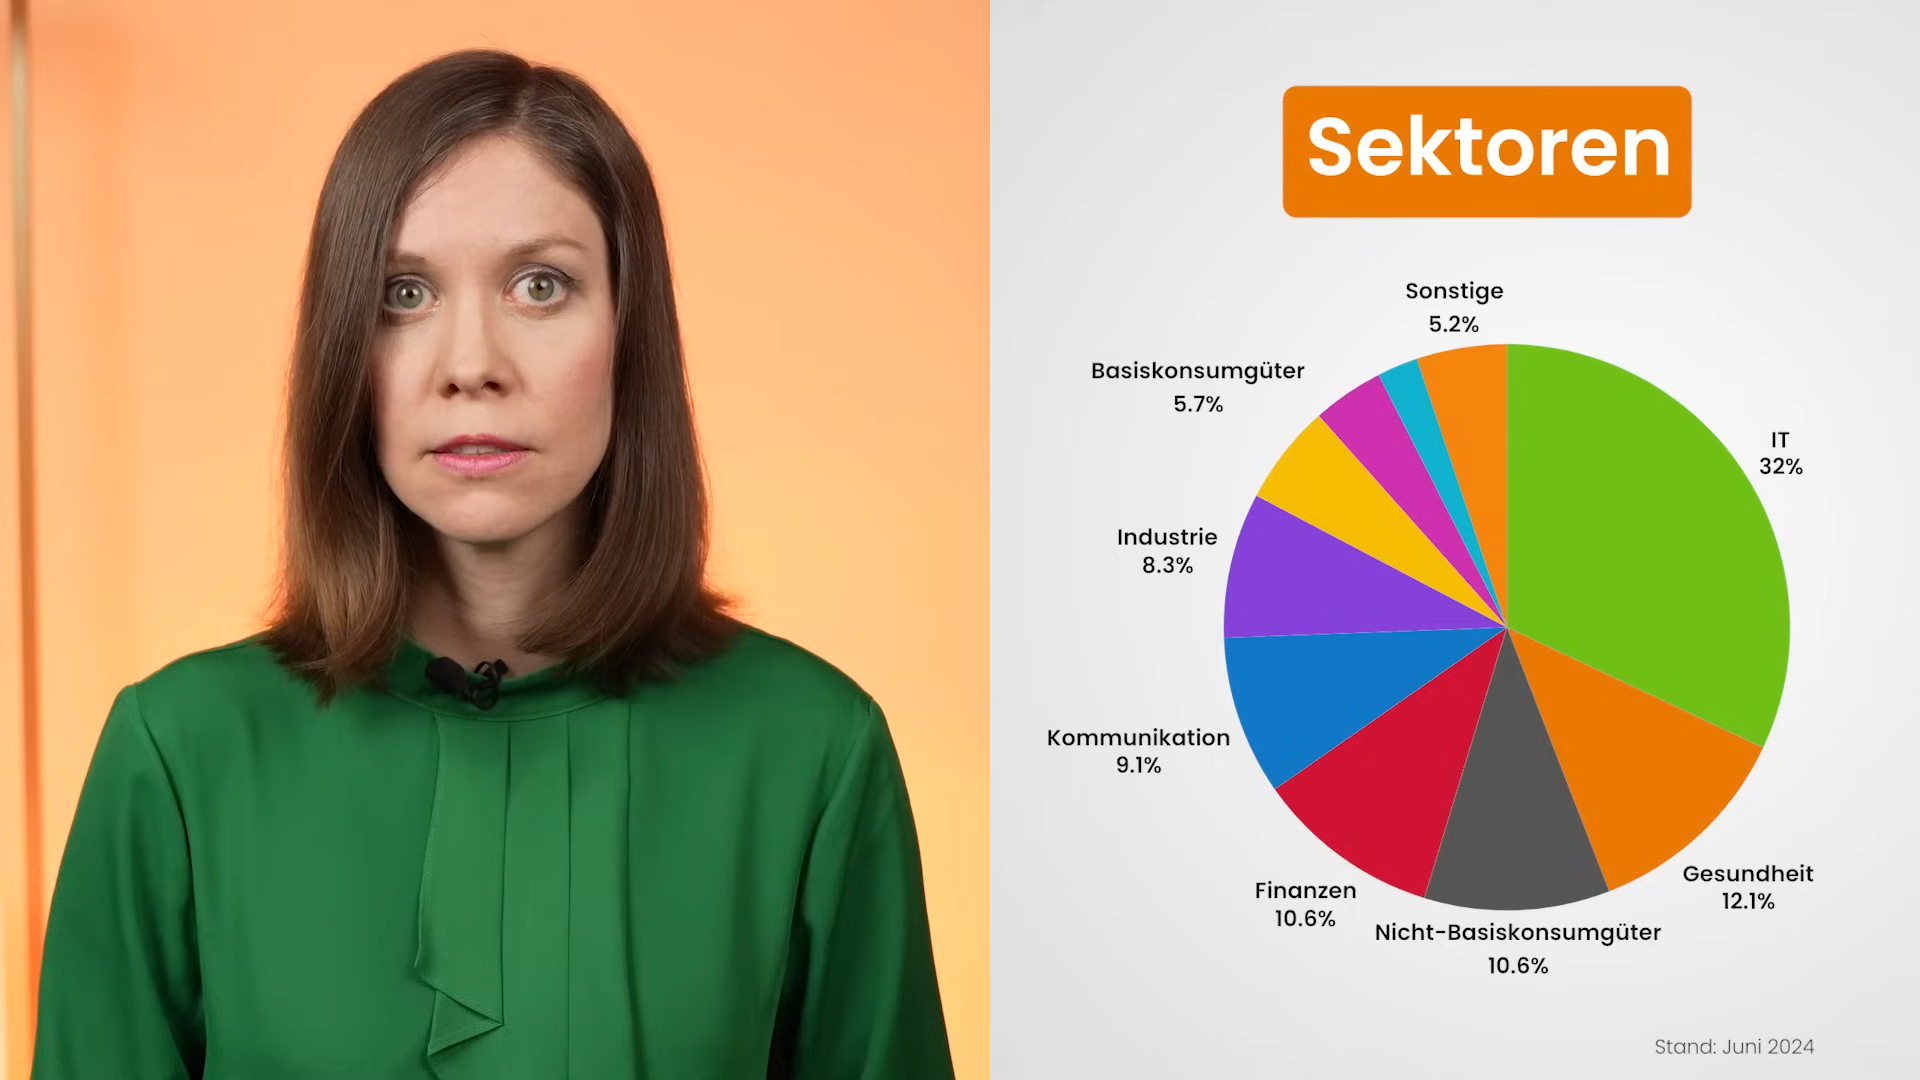 Sektoren
Sonstige
5.2%
Basiskonsumgüter
5.7%
IT
32%
Industrie
8.3%
Kommunikation
9.1%
Gesundheit
12.1%
Finanzen
10.6%
Nicht-Basiskonsumgüter
10.6%
Stand: Juni 2024